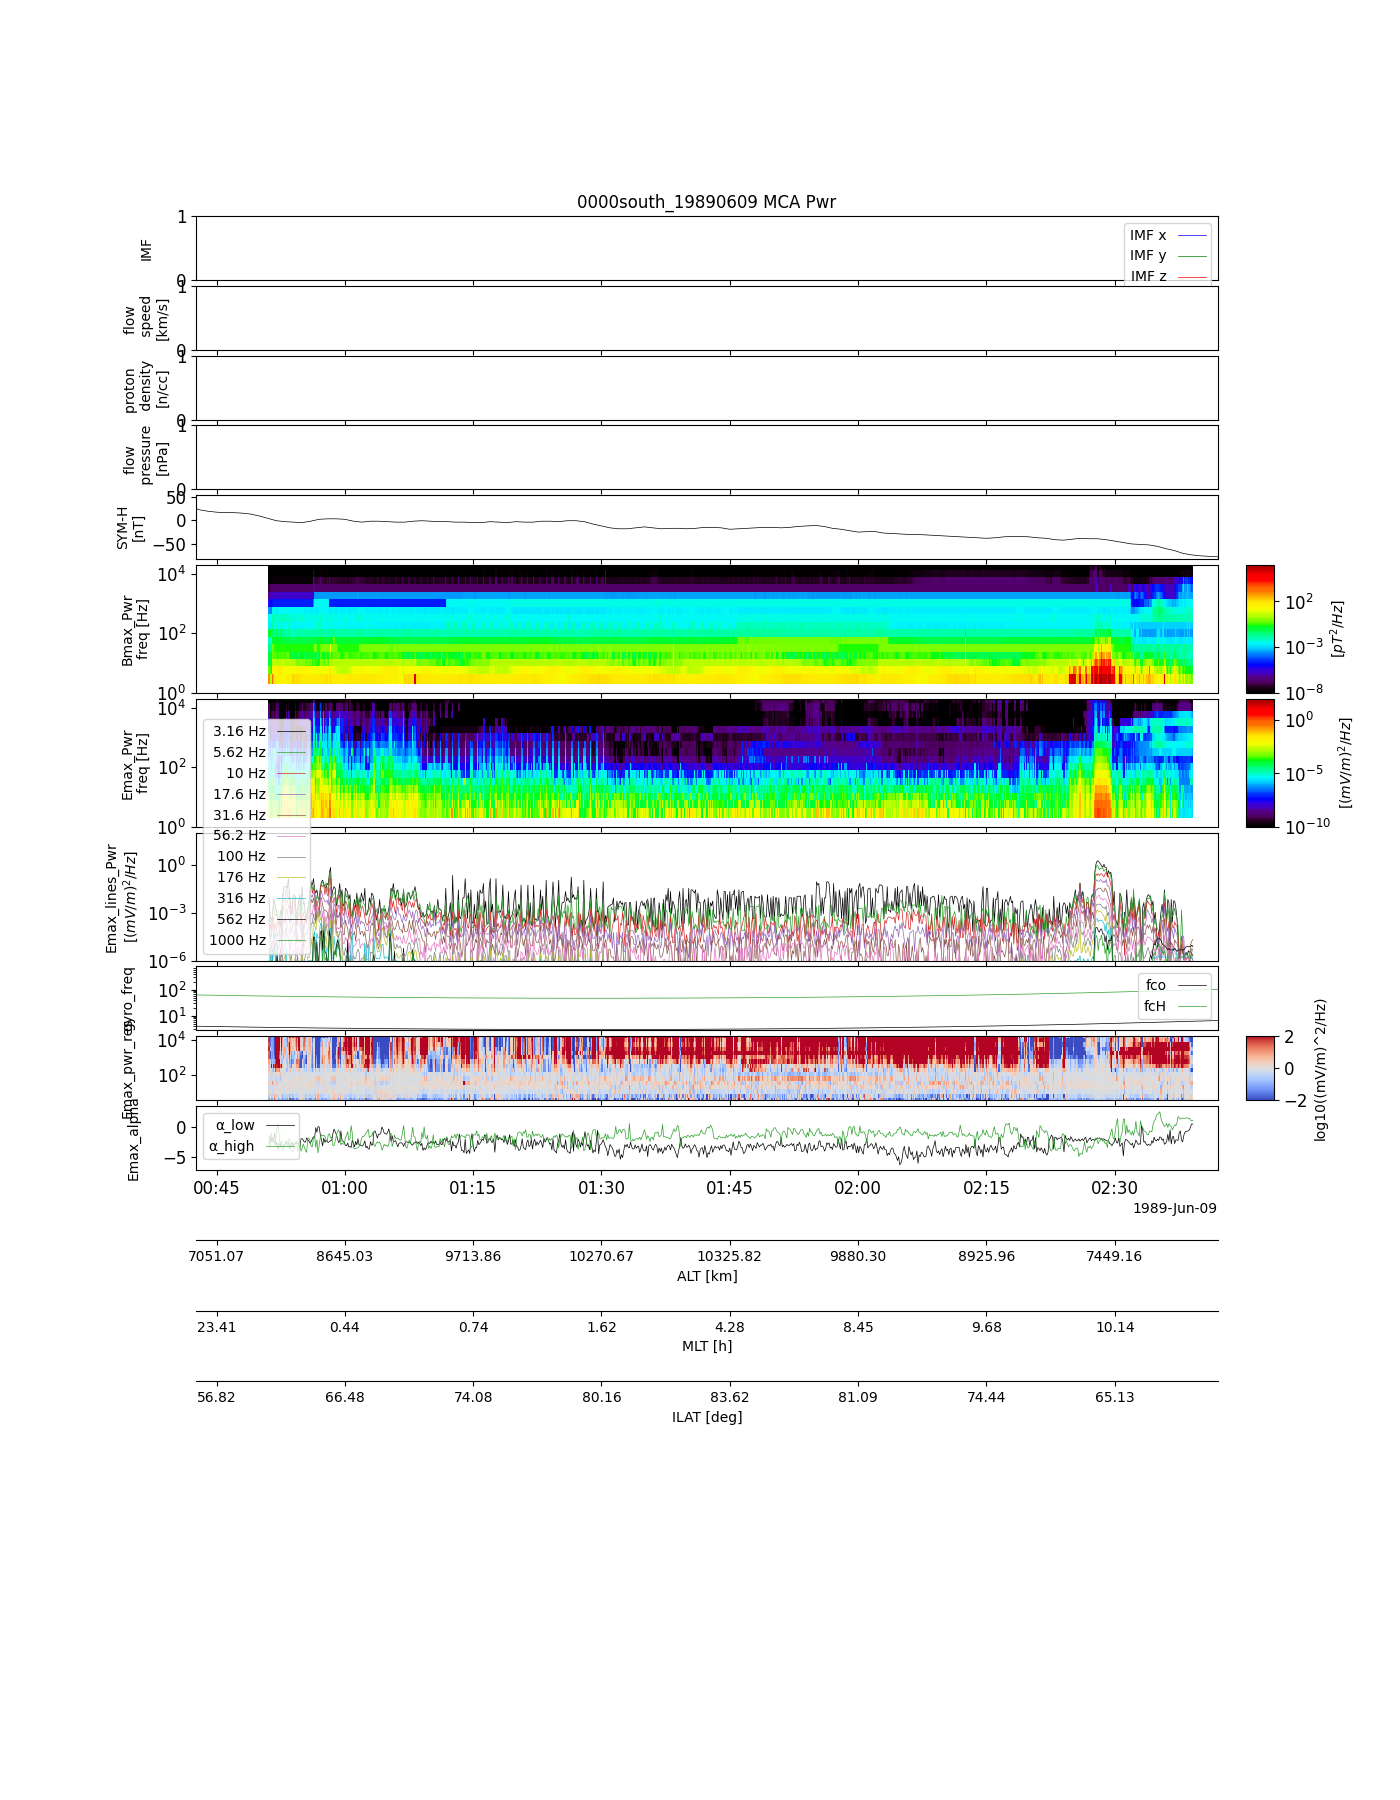 0000south_19890609 MCA Pwr
1
IMF
0
IMF x
IMF y
IMF z
1
flow
speed
[km/s]
0
1
proton
density
[n/cc]
0
1
flow
pressure
[nPa]
0
50
0
−50
SYM-H
[nT]
10^4
10^2
10^0
Bmax_Pwr
freq [Hz]
10^2
10^-3
10^-8
[pT^2/Hz]
10^4
10^2
10^0
Emax_Pwr
freq [Hz]
10^0
10^-5
10^-10
[(mV/m)^2/Hz]
3.16 Hz
5.62 Hz
10 Hz
17.6 Hz
31.6 Hz
56.2 Hz
100 Hz
176 Hz
316 Hz
562 Hz
1000 Hz
10^0
10^-3
10^-6
Emax_lines_Pwr
[(mV/m)^2/Hz]
10^2
10^1
gyro_freq
fco
fcH
10^4
10^2
Emax_pwr_reg
2
0
−2
log10((mV/m)^2/Hz)
0
−5
Emax_alpha
α_low
α_high
00:45 01:00 01:15 01:30 01:45 02:00 02:15 02:30
1989-Jun-09
7051.07 8645.03 9713.86 10270.67 10325.82 9880.30 8925.96 7449.16
ALT [km]
23.41 0.44 0.74 1.62 4.28 8.45 9.68 10.14
MLT [h]
56.82 66.48 74.08 80.16 83.62 81.09 74.44 65.13
ILAT [deg]